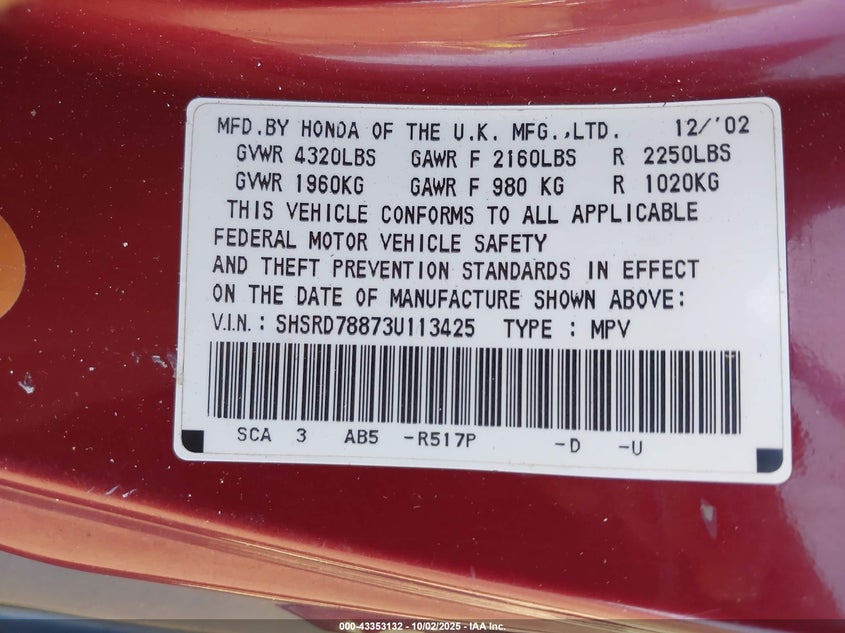 MFD.BY HONDA OF THE U.K. MFG.,LTD. 12/'02
GVWR 4320LBS GAWR F 2160LBS R 2250LBS
GVWR 1960KG GAWR F 980 KG R 1020KG
THIS VEHICLE CONFORMS TO ALL APPLICABLE
FEDERAL MOTOR VEHICLE SAFETY
AND THEFT PREVENTION STANDARDS IN EFFECT
ON THE DATE OF MANUFACTURE SHOWN ABOVE:
V.I.N.: SHSRD78873U113425 TYPE : MPV
SCA 3 AB5 -R517P -D -U
000-43353132 - 10/02/2025 - IAA Inc.